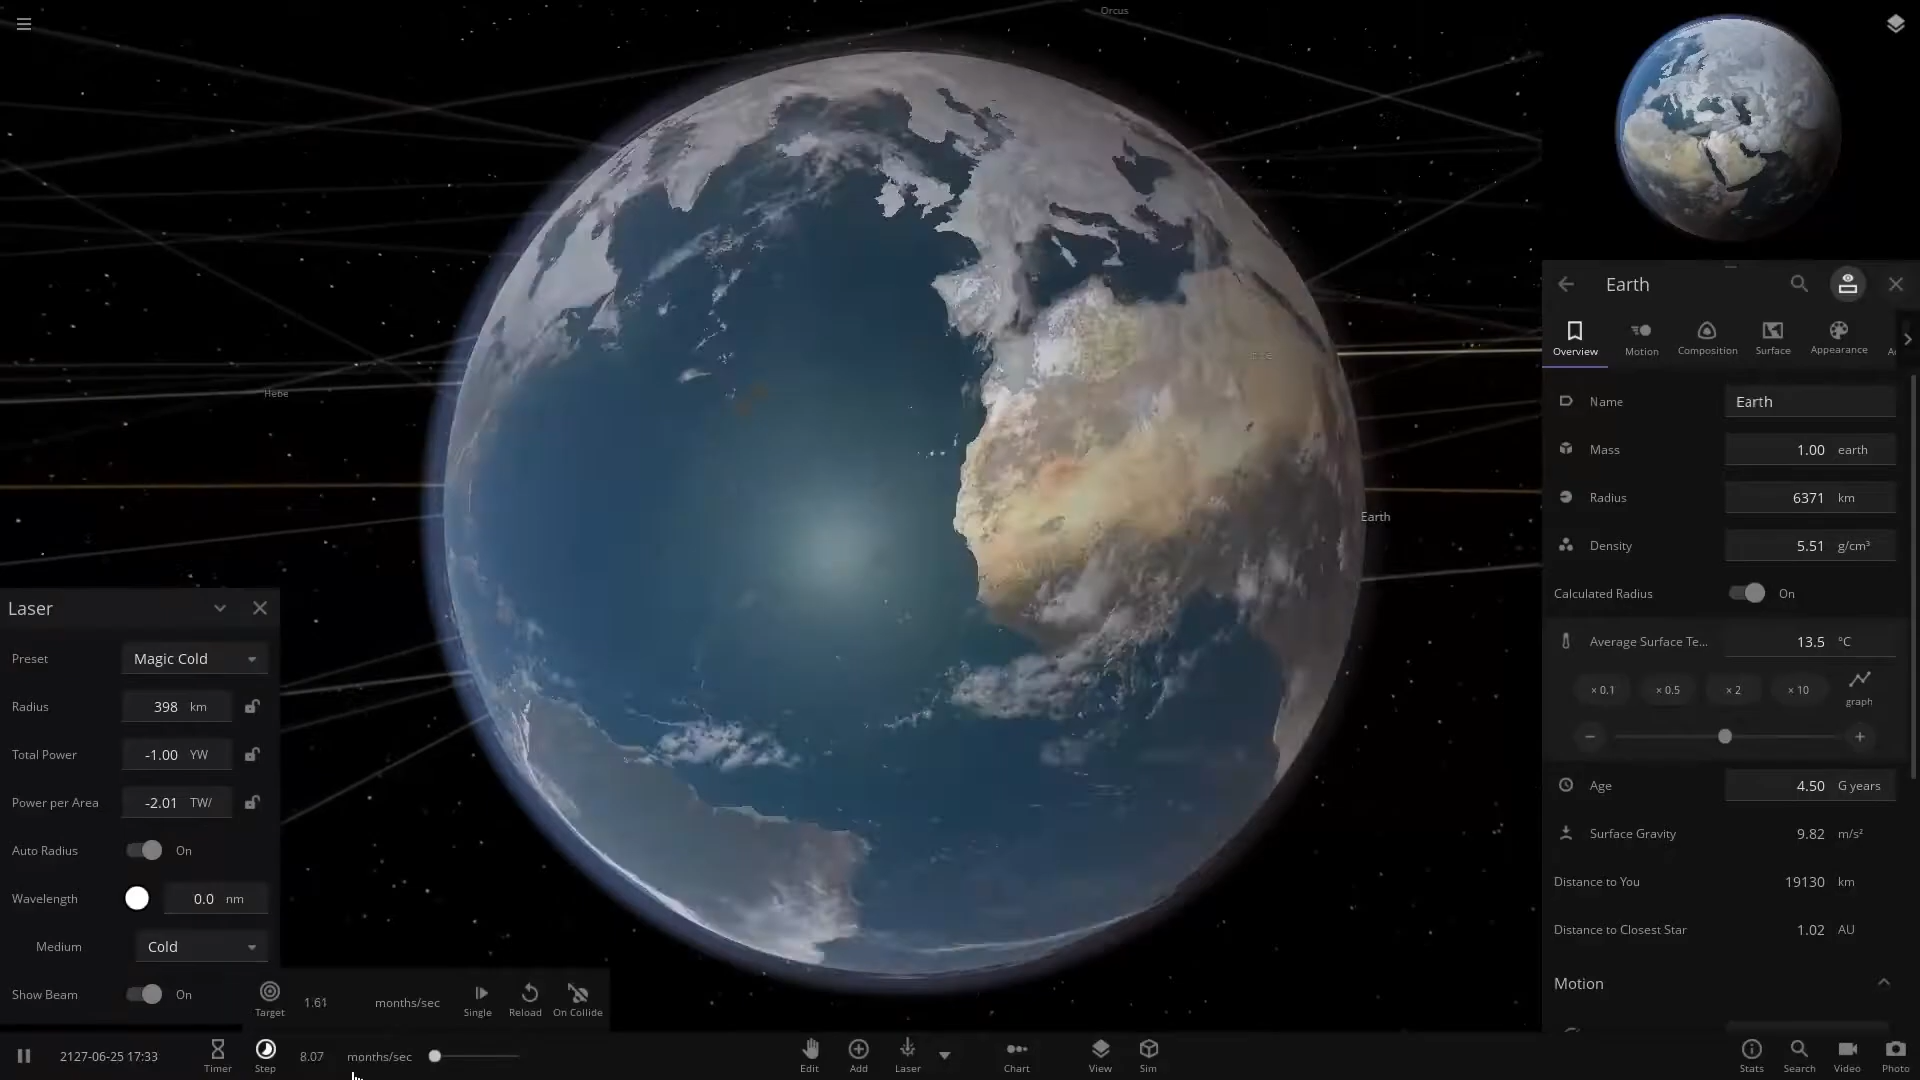 Orcus
Hebe
Earth
Earth
Overview
Motion
Composition
Surface
Appearance
Name
Earth
Mass
1.00 earth
Radius
6371 km
Density
5.51 g/cm³
Calculated Radius
On
Average Surface Te...
13.5 °C
× 0.1
× 0.5
× 2
× 10
graph
Age
4.50 G years
Surface Gravity
9.82 m/s²
Distance to You
19130 km
Distance to Closest Star
1.02 AU
Motion
Laser
Preset
Magic Cold
Radius
398 km
Total Power
-1.00 YW
Power per Area
-2.01 TW/
Auto Radius
On
Wavelength
0.0 nm
Medium
Cold
Show Beam
On
Target
1.61 months/sec
Single
Reload
On Collide
2127-06-25 17:33
Timer
Step
8.07 months/sec
Edit
Add
Laser
Chart
View
Sim
Stats
Search
Video
Photo